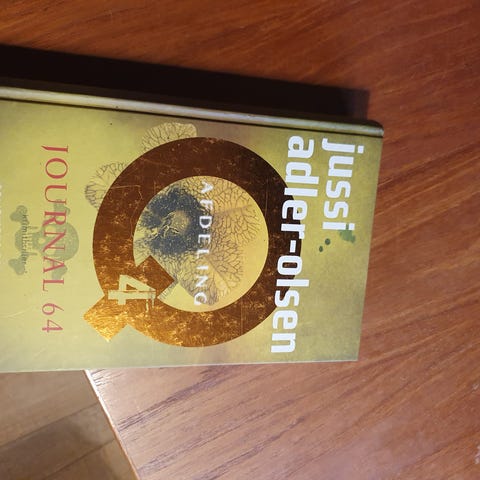 jussi
adler-olsen
AFDELING
4
JOURNAL 64